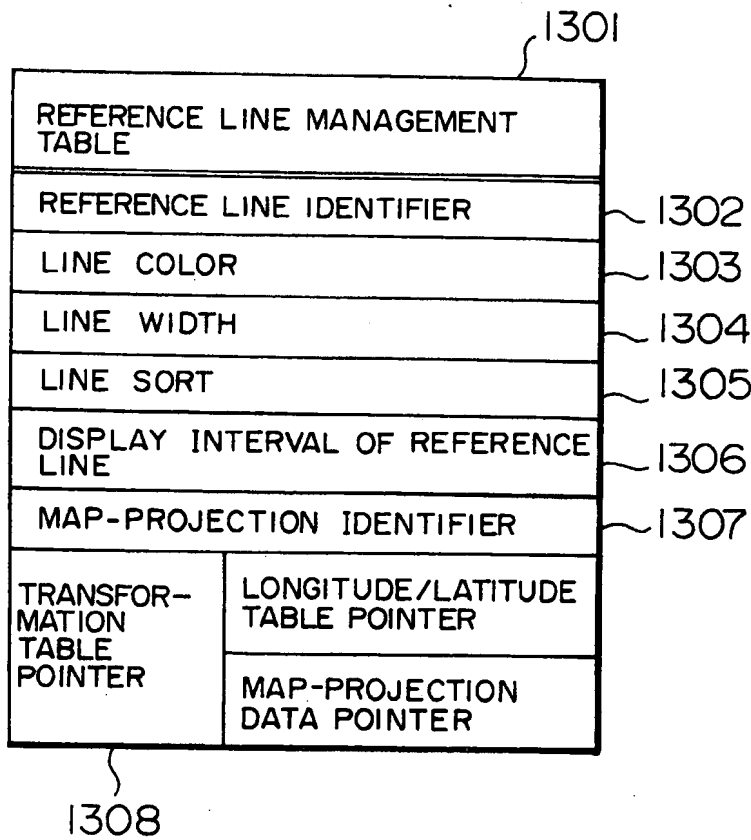 1301
REFERENCE LINE MANAGEMENT
TABLE
REFERENCE LINE IDENTIFIER
1302
LINE COLOR
1303
LINE WIDTH
1304
LINE SORT
1305
DISPLAY INTERVAL OF REFERENCE
LINE
1306
MAP-PROJECTION IDENTIFIER
1307
TRANSFOR-
MATION
TABLE
POINTER
LONGITUDE/LATITUDE
TABLE POINTER
MAP-PROJECTION
DATA POINTER
1308